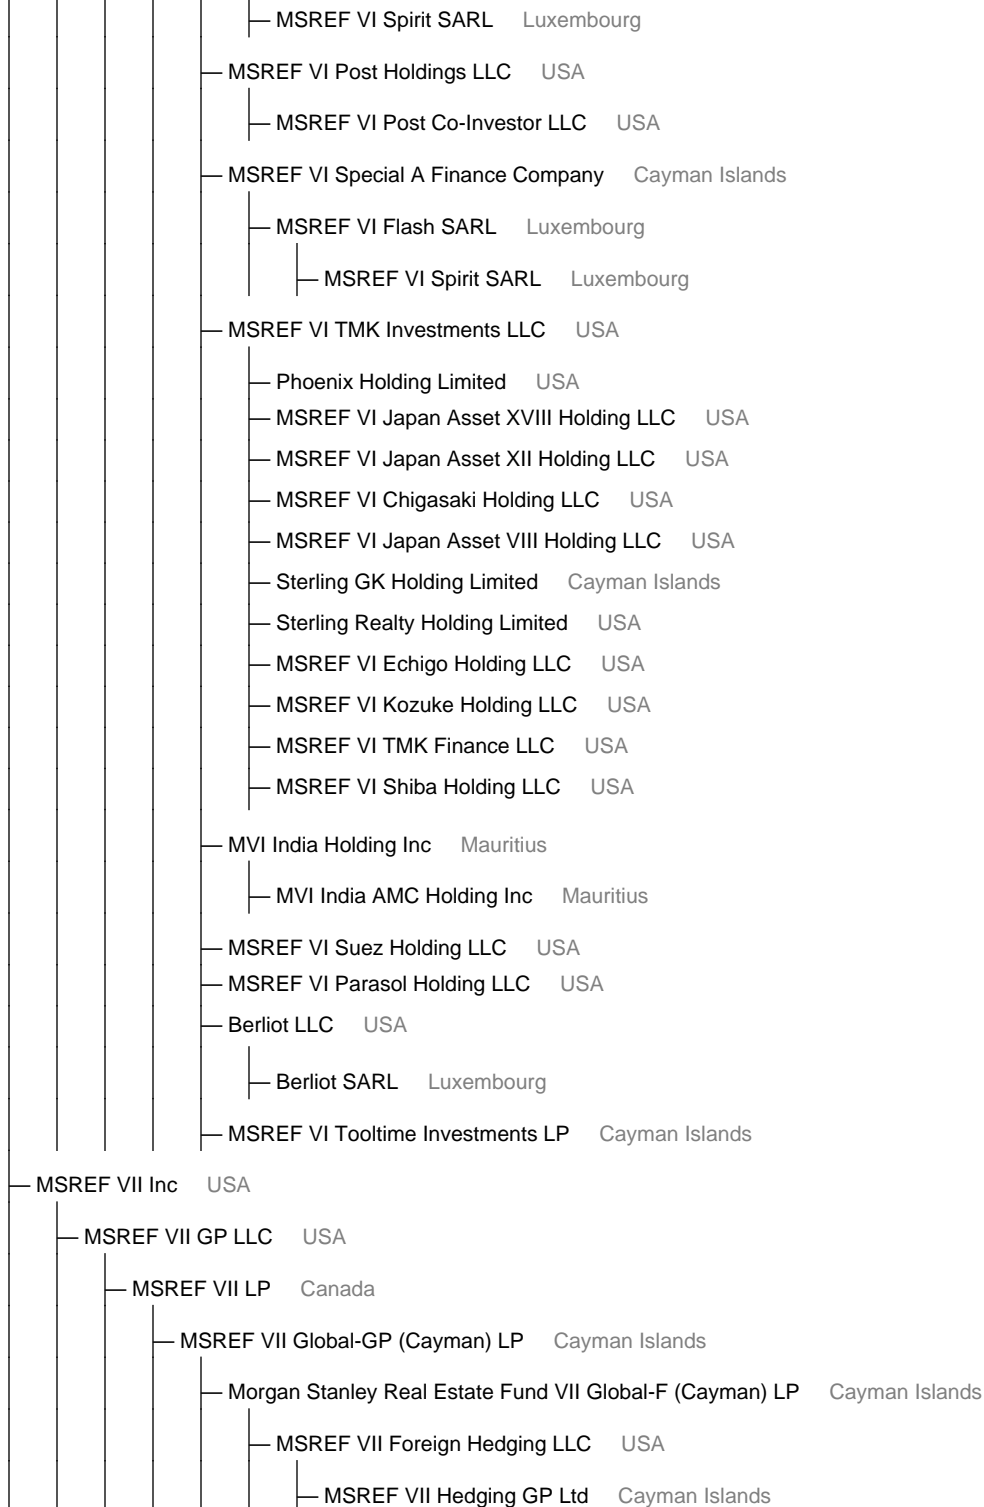 MSREF VI Spirit SARL Luxembourg
MSREF VI Post Holdings LLC USA
MSREF VI Post Co-Investor LLC USA
MSREF VI Special A Finance Company Cayman Islands
MSREF VI Flash SARL Luxembourg
MSREF VI Spirit SARL Luxembourg
MSREF VI TMK Investments LLC USA
Phoenix Holding Limited USA
MSREF VI Japan Asset XVIII Holding LLC USA
MSREF VI Japan Asset XII Holding LLC USA
MSREF VI Chigasaki Holding LLC USA
MSREF VI Japan Asset VIII Holding LLC USA
Sterling GK Holding Limited Cayman Islands
Sterling Realty Holding Limited USA
MSREF VI Echigo Holding LLC USA
MSREF VI Kozuke Holding LLC USA
MSREF VI TMK Finance LLC USA
MSREF VI Shiba Holding LLC USA
MVI India Holding Inc Mauritius
MVI India AMC Holding Inc Mauritius
MSREF VI Suez Holding LLC USA
MSREF VI Parasol Holding LLC USA
Berliot LLC USA
Berliot SARL Luxembourg
MSREF VI Tooltime Investments LP Cayman Islands
MSREF VII Inc USA
MSREF VII GP LLC USA
MSREF VII LP Canada
MSREF VII Global-GP (Cayman) LP Cayman Islands
Morgan Stanley Real Estate Fund VII Global-F (Cayman) LP Cayman Islands
MSREF VII Foreign Hedging LLC USA
MSREF VII Hedging GP Ltd Cayman Islands